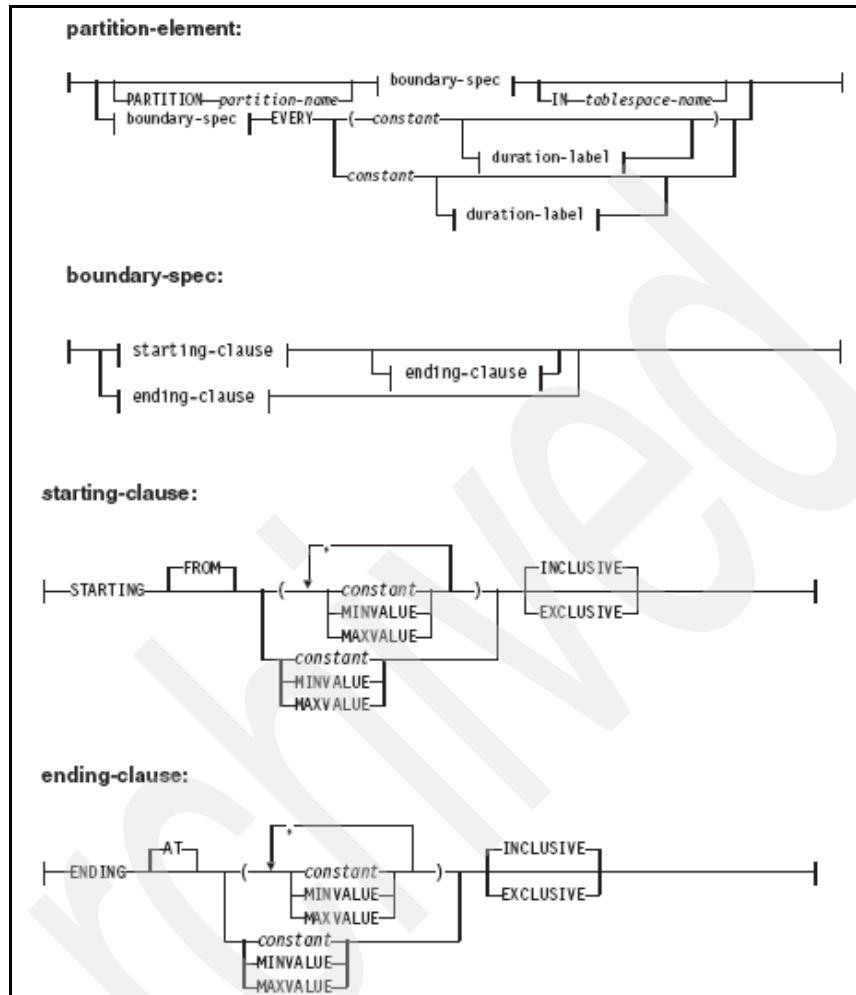 partition-element:
boundary-spec
PARTITION partition-name IN tablespace-name
boundary-spec EVERY ( constant )
duration-label
constant
duration-label
boundary-spec:
starting-clause
ending-clause
ending-clause
starting-clause:
,
FROM INCLUSIVE
STARTING ( constant )
MINVALUE EXCLUSIVE
MAXVALUE
constant
MINVALUE
MAXVALUE
ending-clause:
,
AT INCLUSIVE
ENDING ( constant )
MINVALUE EXCLUSIVE
MAXVALUE
constant
MINVALUE
MAXVALUE
rchived